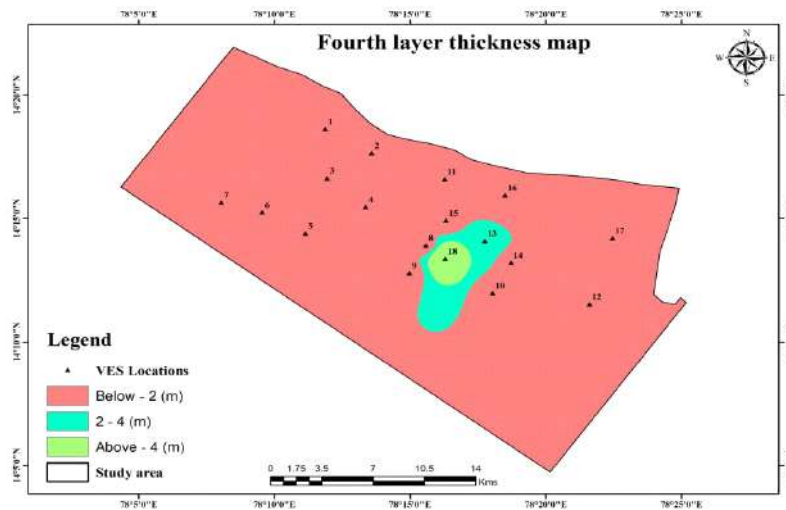 78°5'0"E 78°10'0"E 78°15'0"E 78°20'0"E 78°25'0"E
Fourth layer thickness map
N
W E
S
14°20'0"N
1
2
3
11
4
16
7
6
15
5
17
8
13
18
14
9
10
12
14°15'0"N
14°10'0"N
14°5'0"N
Legend
VES Locations
Below - 2 (m)
2 - 4 (m)
Above - 4 (m)
Study area
0 1.75 3.5 7 10.5 14
Kms
78°5'0"E 78°10'0"E 78°15'0"E 78°20'0"E 78°25'0"E